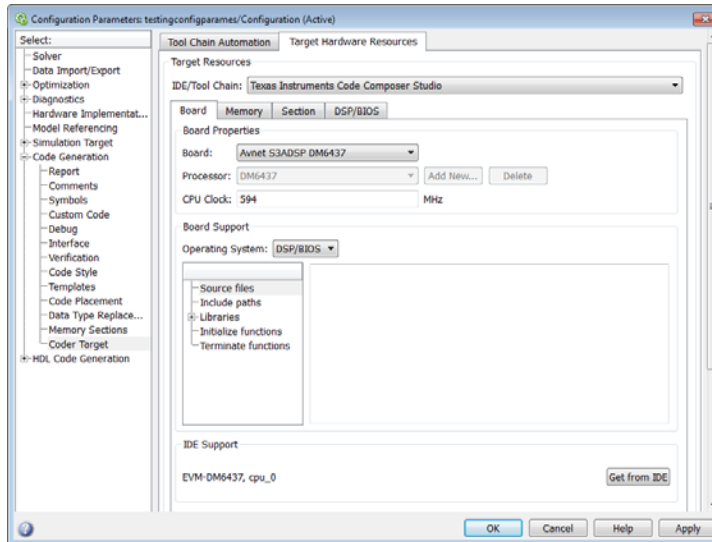 Configuration Parameters: testingconfigparames/Configuration (Active)
Select:
Solver
Data Import/Export
Optimization
Diagnostics
Hardware Implementat...
Model Referencing
Simulation Target
Code Generation
Report
Comments
Symbols
Custom Code
Debug
Interface
Verification
Code Style
Templates
Code Placement
Data Type Replace...
Memory Sections
Coder Target
HDL Code Generation
Tool Chain Automation Target Hardware Resources
Target Resources
IDE/Tool Chain: Texas Instruments Code Composer Studio
Board Memory Section DSP/BIOS
Board Properties
Board: Avnet S3ADSP DM6437
Processor: DM6437 Add New... Delete
CPU Clock: 594 MHz
Board Support
Operating System: DSP/BIOS
Source files
Include paths
Libraries
Initialize functions
Terminate functions
IDE Support
EVM-DM6437, cpu_0 Get from IDE
OK Cancel Help Apply